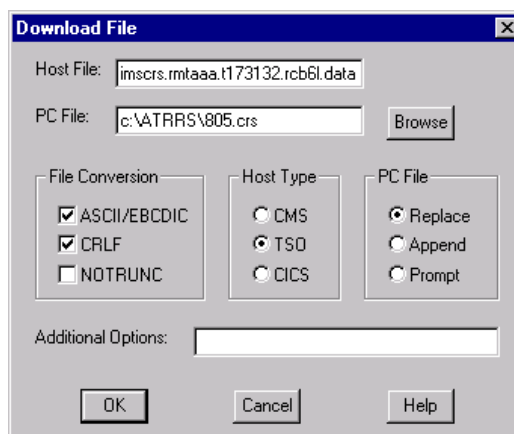 Download File
Host File: imscrs.rmtaaa.t173132.rcb6l.data
PC File: c:\ATRRS\805.crs Browse
File Conversion Host Type PC File
ASCII/EBCDIC CMS Replace
CRLF TSO Append
NOTRUNC CICS Prompt
Additional Options:
OK Cancel Help